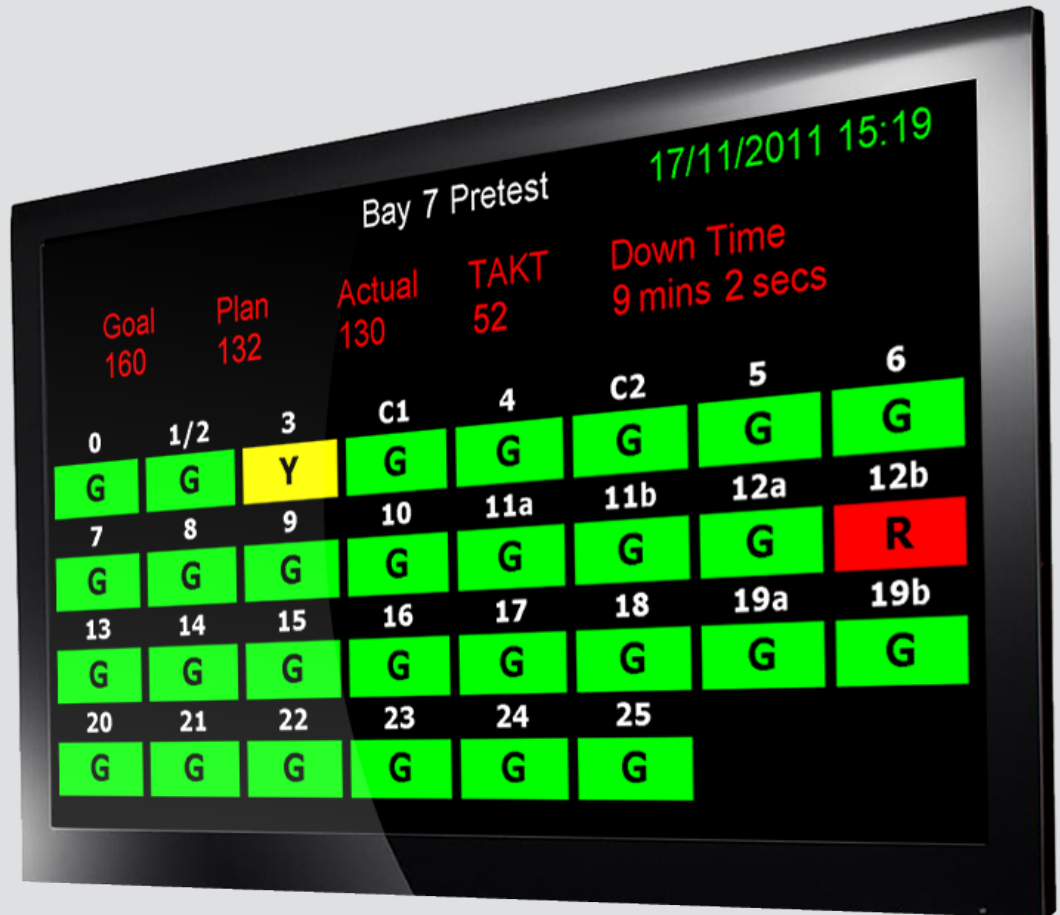 17/11/2011 15:19
Bay 7 Pretest
Goal Plan Actual TAKT Down Time
160 132 130 52 9 mins 2 secs
0 1/2 3 C1 4 C2 5 6
G G Y G G G G G
7 8 9 10 11a 11b 12a 12b
G G G G G G G R
13 14 15 16 17 18 19a 19b
G G G G G G G G
20 21 22 23 24 25
G G G G G G